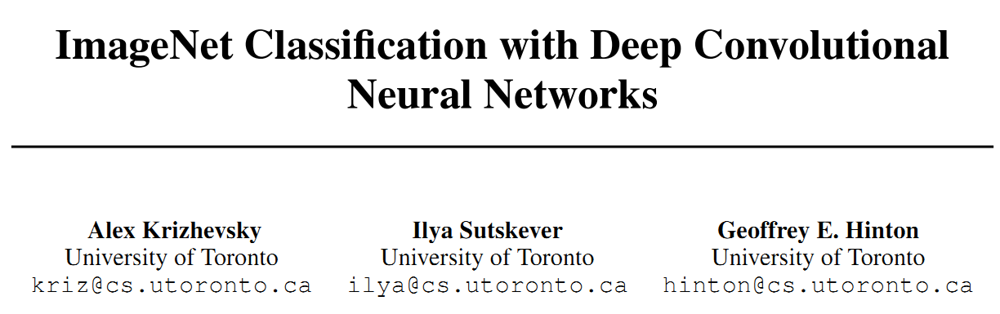 ImageNet Classification with Deep Convolutional
Neural Networks
Alex Krizhevsky
University of Toronto
kriz@cs.utoronto.ca
Ilya Sutskever
University of Toronto
ilya@cs.utoronto.ca
Geoffrey E. Hinton
University of Toronto
hinton@cs.utoronto.ca